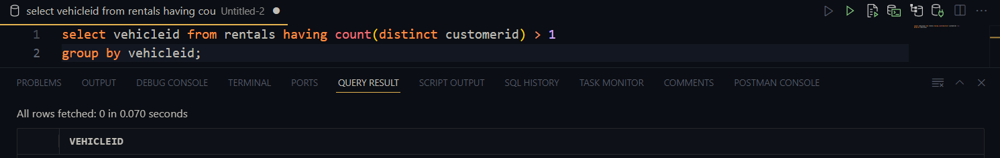 select vehicleid from rentals having cou Untitled-2
1 select vehicleid from rentals having count(distinct customerid) > 1
2 group by vehicleid;
PROBLEMS OUTPUT DEBUG CONSOLE TERMINAL PORTS QUERY RESULT SCRIPT OUTPUT SQL HISTORY TASK MONITOR COMMENTS POSTMAN CONSOLE
All rows fetched: 0 in 0.070 seconds
VEHICLEID